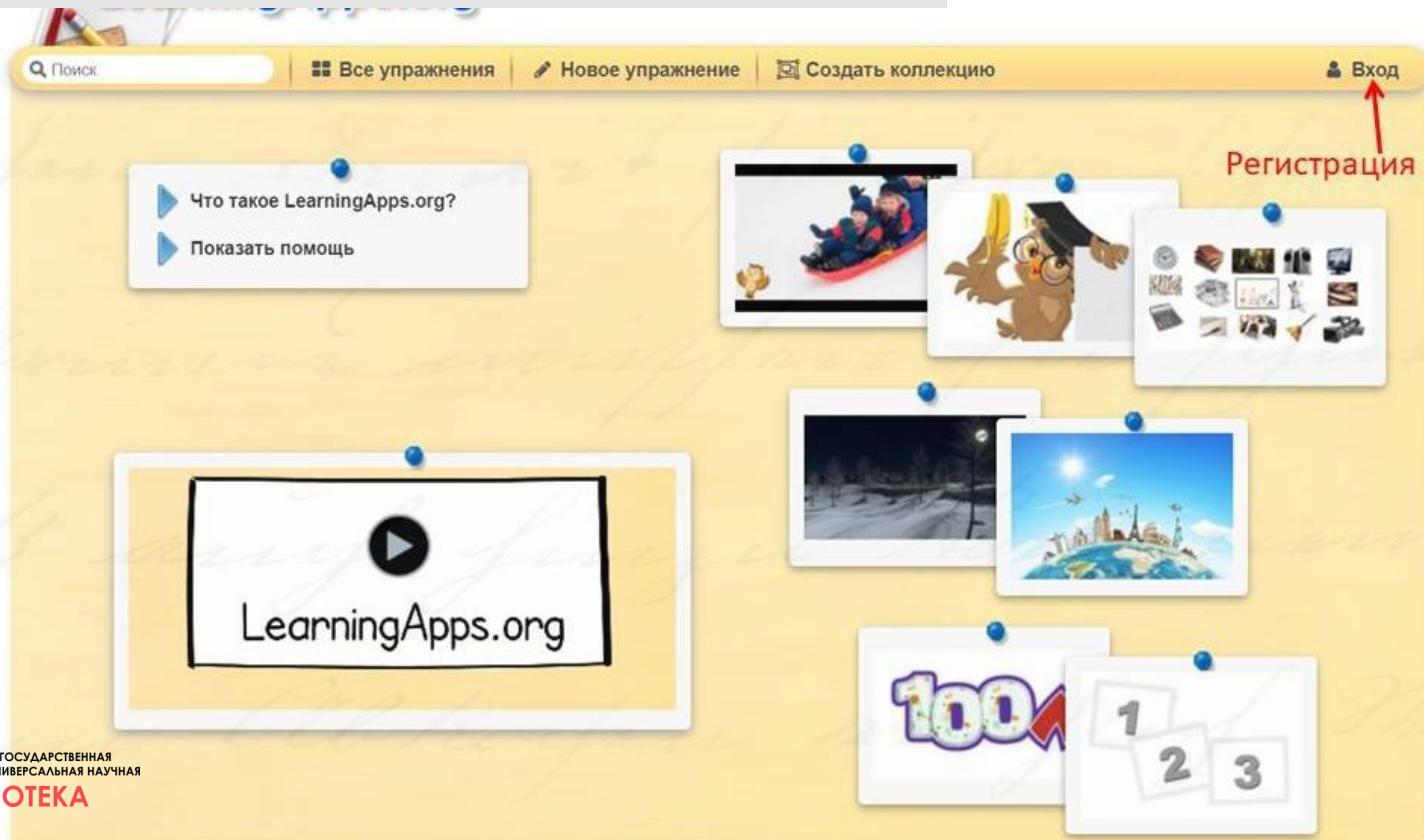 Поиск
Все упражнения
Новое упражнение
Создать коллекцию
Вход
Регистрация
Что такое LearningApps.org?
Показать помощь
LearningApps.org
100
1
2
3
ГОСУДАРСТВЕННАЯ
НИВЕРСАЛЬНАЯ НАУЧНАЯ
ОТЕКА